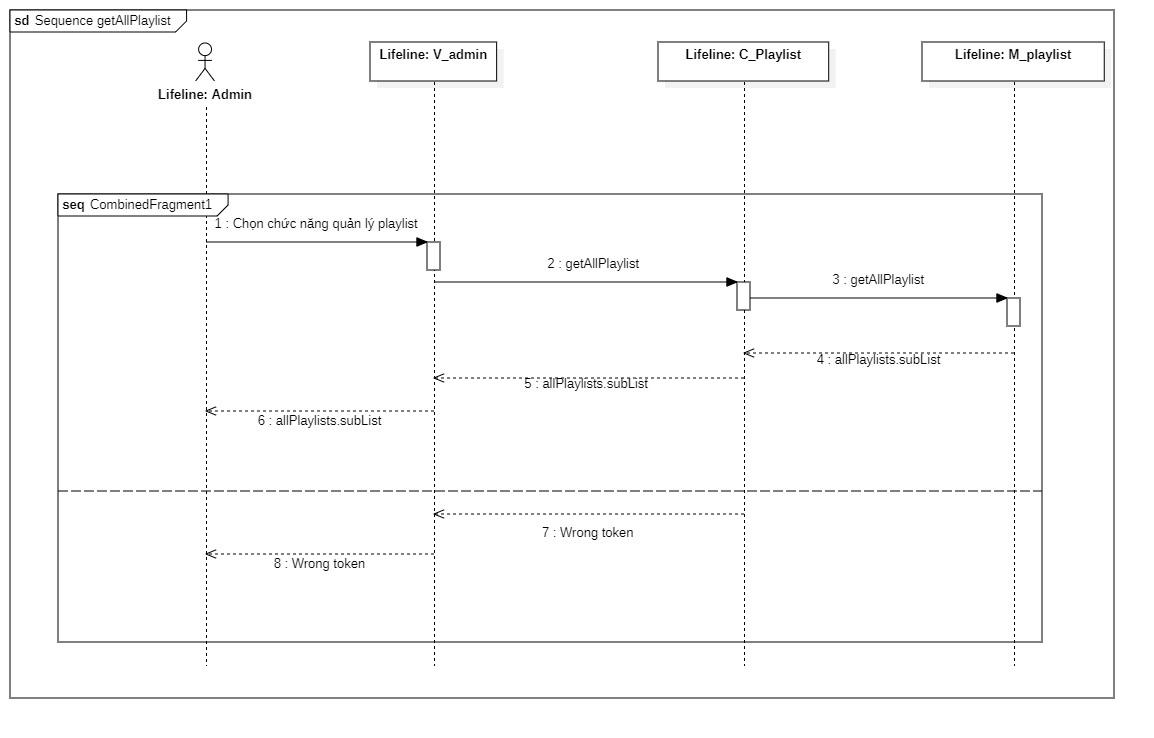 sd Sequence getAllPlaylist
Lifeline: Admin
Lifeline: V_admin
Lifeline: C_Playlist
Lifeline: M_playlist
seq CombinedFragment1
1 : Chọn chức năng quản lý playlist
2 : getAllPlaylist
3 : getAllPlaylist
4 : allPlaylists.subList
5 : allPlaylists.subList
6 : allPlaylists.subList
7 : Wrong token
8 : Wrong token